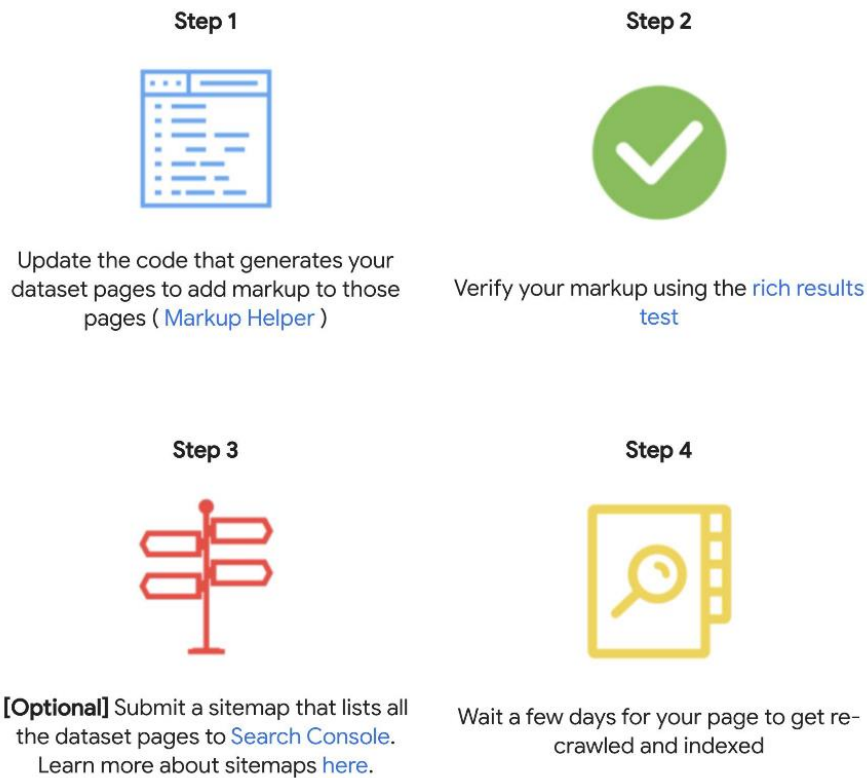 Step 1
Update the code that generates your
dataset pages to add markup to those
pages ( Markup Helper )
Step 2
Verify your markup using the rich results
test
Step 3
[Optional] Submit a sitemap that lists all
the dataset pages to Search Console.
Learn more about sitemaps here.
Step 4
Wait a few days for your page to get re-
crawled and indexed